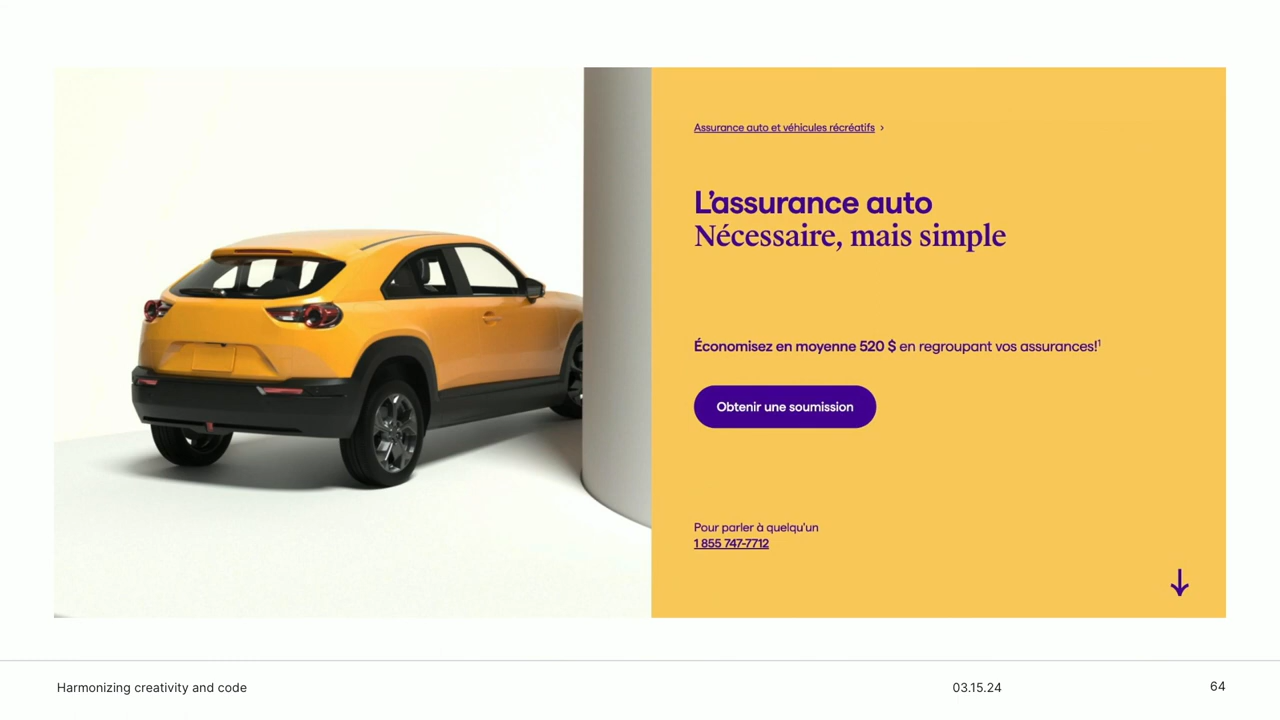 Assurance auto et véhicules récréatifs ›
L’assurance auto
Nécessaire, mais simple
Économisez en moyenne 520 $ en regroupant vos assurances!¹
Obtenir une soumission
Pour parler à quelqu'un
1 855 747-7712
Harmonizing creativity and code
03.15.24
64